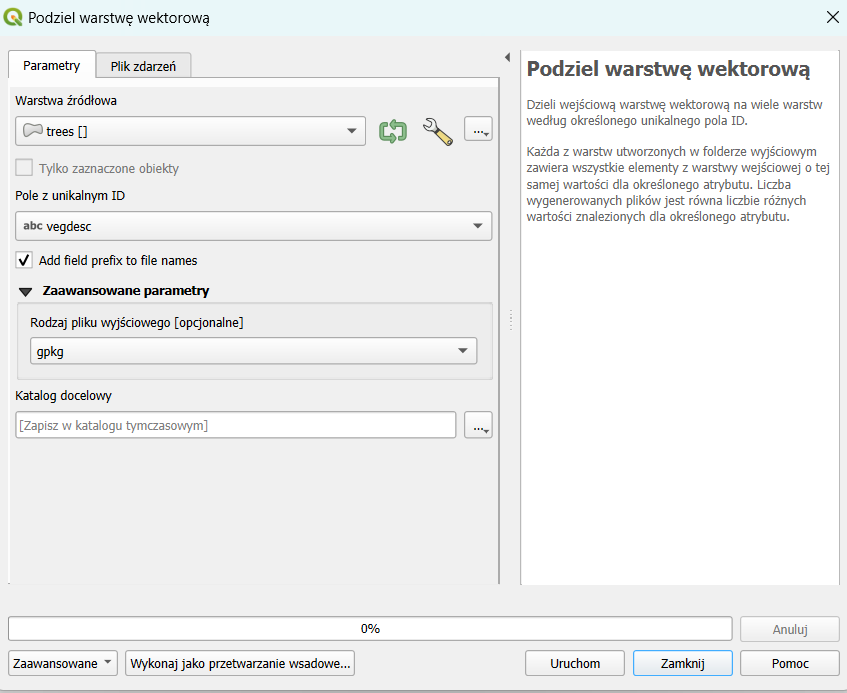 Podziel warstwę wektorową
Parametry
Plik zdarzeń
Warstwa źródłowa
trees []
...
Tylko zaznaczone obiekty
Pole z unikalnym ID
abc vegdesc
Add field prefix to file names
Zaawansowane parametry
Rodzaj pliku wyjściowego [opcjonalne]
gpkg
Katalog docelowy
[Zapisz w katalogu tymczasowym]
...
Podziel warstwę wektorową
Dzieli wejściową warstwę wektorową na wiele warstw
według określonego unikalnego pola ID.
Każda z warstw utworzonych w folderze wyjściowym
zawiera wszystkie elementy z warstwy wejściowej o tej
samej wartości dla określonego atrybutu. Liczba
wygenerowanych plików jest równa liczbie różnych
wartości znalezionych dla określonego atrybutu.
0%
Anuluj
Zaawansowane
Wykonaj jako przetwarzanie wsadowe...
Uruchom
Zamknij
Pomoc